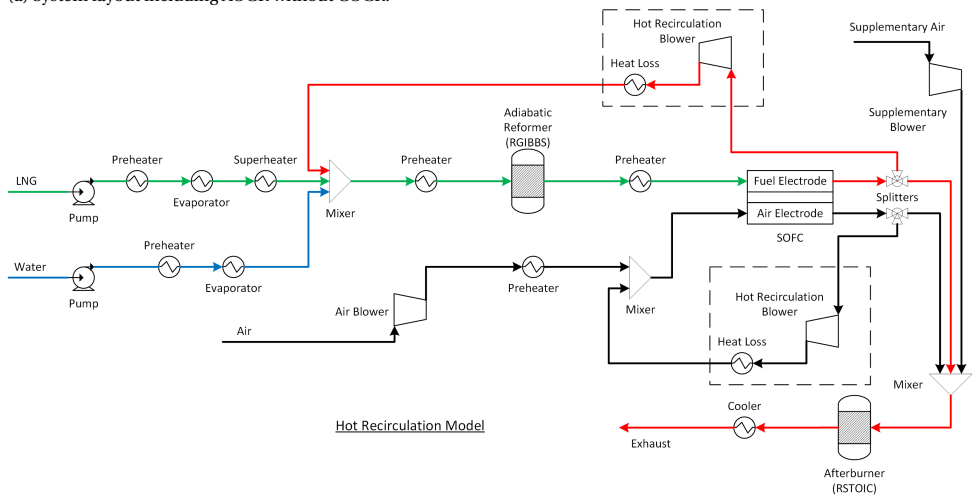 Supplementary Air
Hot Recirculation
Blower
Heat Loss
Supplementary
Blower
Adiabatic
Reformer
(RGIBBS)
Preheater
Superheater
Preheater
Preheater
LNG
Fuel Electrode
Splitters
Air Electrode
SOFC
Pump
Evaporator
Mixer
Preheater
Water
Evaporator
Pump
Preheater
Air Blower
Mixer
Hot Recirculation
Blower
Air
Heat Loss
Mixer
Cooler
Hot Recirculation Model
Exhaust
Afterburner
(RSTOIC)